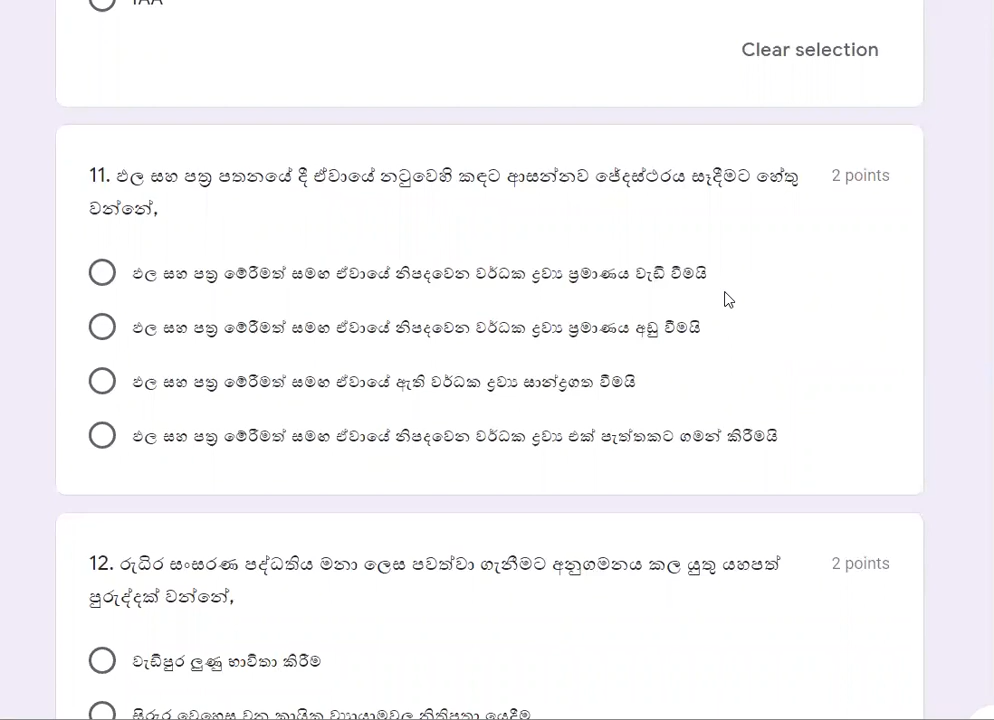 IAA
Clear selection
11. ඵල සහ පත්‍ර පතනයේ දී ඒවායේ නටුවෙහි කඳට ආසන්නව ජේදස්ථරය සෑදීමට හේතු 2 points
වන්නේ,
ඵල සහ පත්‍ර මේරීමත් සමඟ ඒවායේ නිපදවෙන වර්ධක ද්‍රව්‍ය ප්‍රමාණය වැඩි වීමයි
ඵල සහ පත්‍ර මේරීමත් සමඟ ඒවායේ නිපදවෙන වර්ධක ද්‍රව්‍ය ප්‍රමාණය අඩු වීමයි
ඵල සහ පත්‍ර මේරීමත් සමඟ ඒවායේ ඇති වර්ධක ද්‍රව්‍ය සාන්ද්‍රගත වීමයි
ඵල සහ පත්‍ර මේරීමත් සමඟ ඒවායේ නිපදවෙන වර්ධක ද්‍රව්‍ය එක් පැත්තකට ගමන් කිරීමයි
12. රුධිර සංසරණ පද්ධතිය මනා ලෙස පවත්වා ගැනීමට අනුගමනය කල යුතු යහපත් 2 points
පුරුද්දක් වන්නේ,
වැඩිපුර ලුණු භාවිතා කිරීම
සිරුර වෙහෙස වන කායික ව්‍යායාමවල නිතිපතා යෙදීම